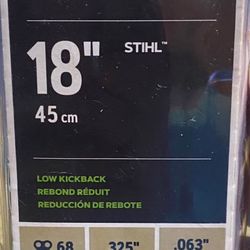 18" STIHL™
45 cm
LOW KICKBACK
REBOND RÉDUIT
REDUCCIÓN DE REBOTE
68 .325" .063"